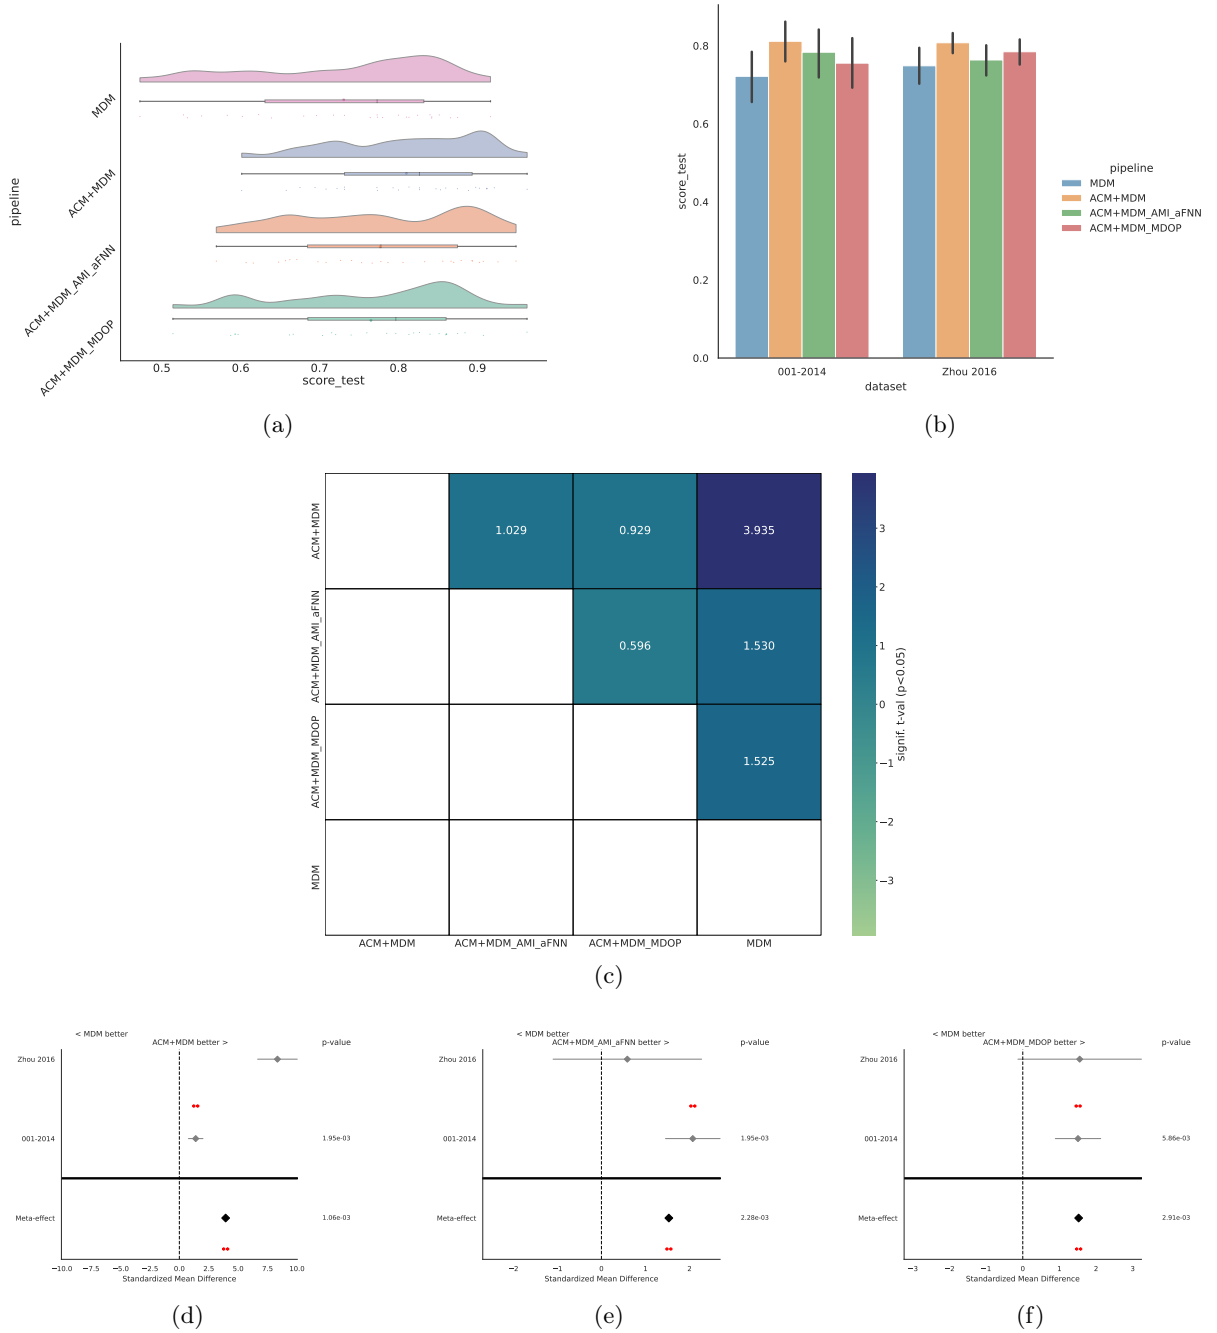 pipeline
MDM
ACM+MDM
ACM+MDM_AMI_aFNN
ACM+MDM_MDOP
0.5 0.6 0.7 0.8 0.9
score_test
(a)
score_test
0.8
0.6
0.4
0.2
0.0
001-2014 Zhou 2016
dataset
pipeline
MDM
ACM+MDM
ACM+MDM_AMI_aFNN
ACM+MDM_MDOP
(b)
ACM+MDM
ACM+MDM_AMI_aFNN
ACM+MDM_MDOP
MDM
1.029 0.929 3.935
0.596 1.530
1.525
ACM+MDM ACM+MDM_AMI_aFNN ACM+MDM_MDOP MDM
3
2
1
0
−1
−2
−3
signif. t-val (p<0.05)
(c)
< MDM better
ACM+MDM better > p-value
Zhou 2016
001-2014 1.95e-03
Meta-effect 1.06e-03
−10.0 −7.5 −5.0 −2.5 0.0 2.5 5.0 7.5 10.0
Standardized Mean Difference
(d)
< MDM better
ACM+MDM_AMI_aFNN better > p-value
Zhou 2016
001-2014 1.95e-03
Meta-effect 2.28e-03
−2 −1 0 1 2
Standardized Mean Difference
(e)
< MDM better
ACM+MDM_MDOP better > p-value
Zhou 2016
001-2014 5.86e-03
Meta-effect 2.91e-03
−3 −2 −1 0 1 2 3
Standardized Mean Difference
(f)